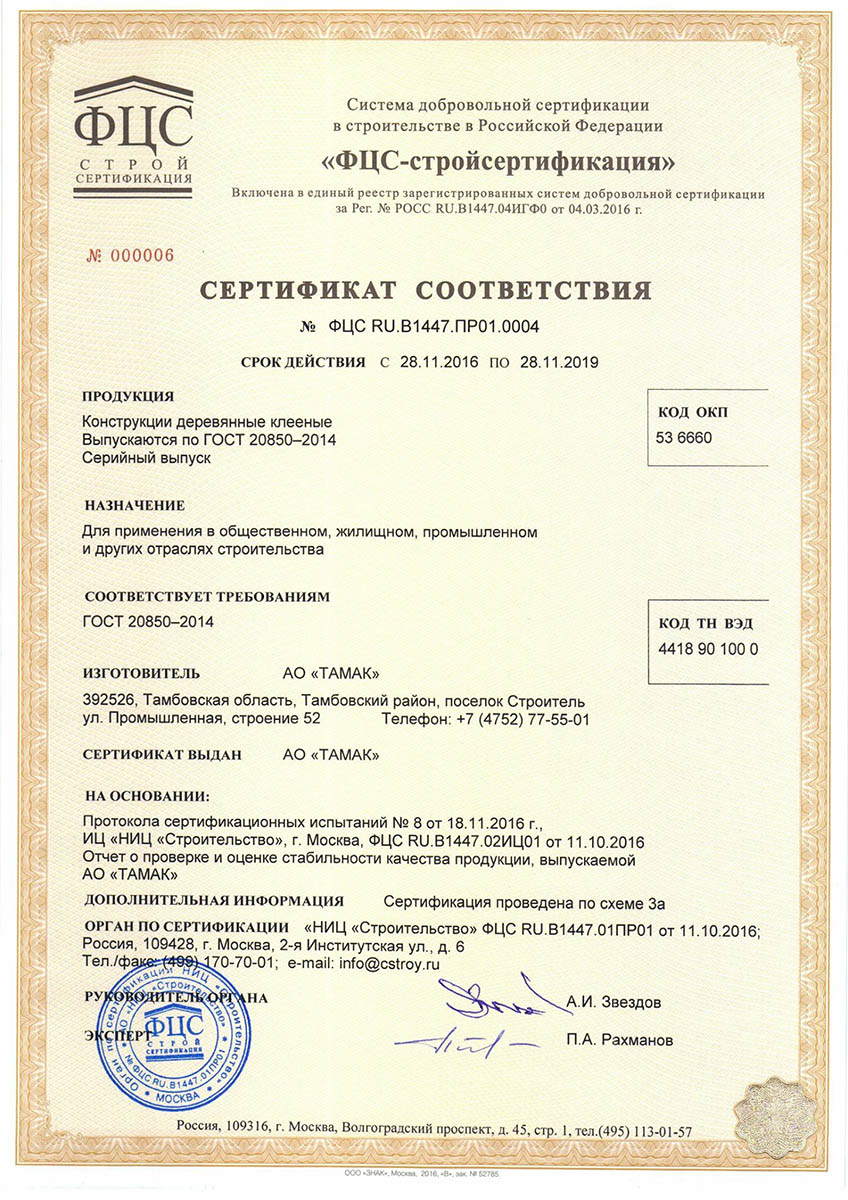 ФЦС
СТРОЙ
СЕРТИФИКАЦИЯ
Система добровольной сертификации
в строительстве в Российской Федерации
«ФЦС-стройсертификация»
Включена в единый реестр зарегистрированных систем добровольной сертификации
за Рег. № РОСС RU.В1447.04ИГФ0 от 04.03.2016 г.
№ 000006
СЕРТИФИКАТ СООТВЕТСТВИЯ
№ ФЦС RU.В1447.ПР01.0004
СРОК ДЕЙСТВИЯ С 28.11.2016 ПО 28.11.2019
ПРОДУКЦИЯ
Конструкции деревянные клееные
Выпускаются по ГОСТ 20850–2014
Серийный выпуск
КОД ОКП
53 6660
НАЗНАЧЕНИЕ
Для применения в общественном, жилищном, промышленном
и других отраслях строительства
СООТВЕТСТВУЕТ ТРЕБОВАНИЯМ
ГОСТ 20850–2014
КОД ТН ВЭД
4418 90 100 0
ИЗГОТОВИТЕЛЬ АО «ТАМАК»
392526, Тамбовская область, Тамбовский район, поселок Строитель
ул. Промышленная, строение 52 Телефон: +7 (4752) 77-55-01
СЕРТИФИКАТ ВЫДАН АО «ТАМАК»
НА ОСНОВАНИИ:
Протокола сертификационных испытаний № 8 от 18.11.2016 г.,
ИЦ «НИЦ «Строительство», г. Москва, ФЦС RU.В1447.02ИЦ01 от 11.10.2016
Отчет о проверке и оценке стабильности качества продукции, выпускаемой
АО «ТАМАК»
ДОПОЛНИТЕЛЬНАЯ ИНФОРМАЦИЯ Сертификация проведена по схеме 3а
ОРГАН ПО СЕРТИФИКАЦИИ «НИЦ «Строительство» ФЦС RU.В1447.01ПР01 от 11.10.2016;
Россия, 109428, г. Москва, 2-я Институтская ул., д. 6
Тел./факс: (499) 170-70-01; e-mail: info@cstroy.ru
РУКОВОДИТЕЛЬ ОРГАНА А.И. Звездов
ЭКСПЕРТ П.А. Рахманов
Орган по сертификации НИЦ «Строительство»
АО «НИЦ «Строительство»
ФЦС
СТРОЙ
СЕРТИФИКАЦИЯ
№ ФЦС RU.В1447.01ПР01
МОСКВА
Россия, 109316, г. Москва, Волгоградский проспект, д. 45, стр. 1, тел.(495) 113-01-57
ООО «ЗНАК», Москва, 2016, «В», зак. № 52785.